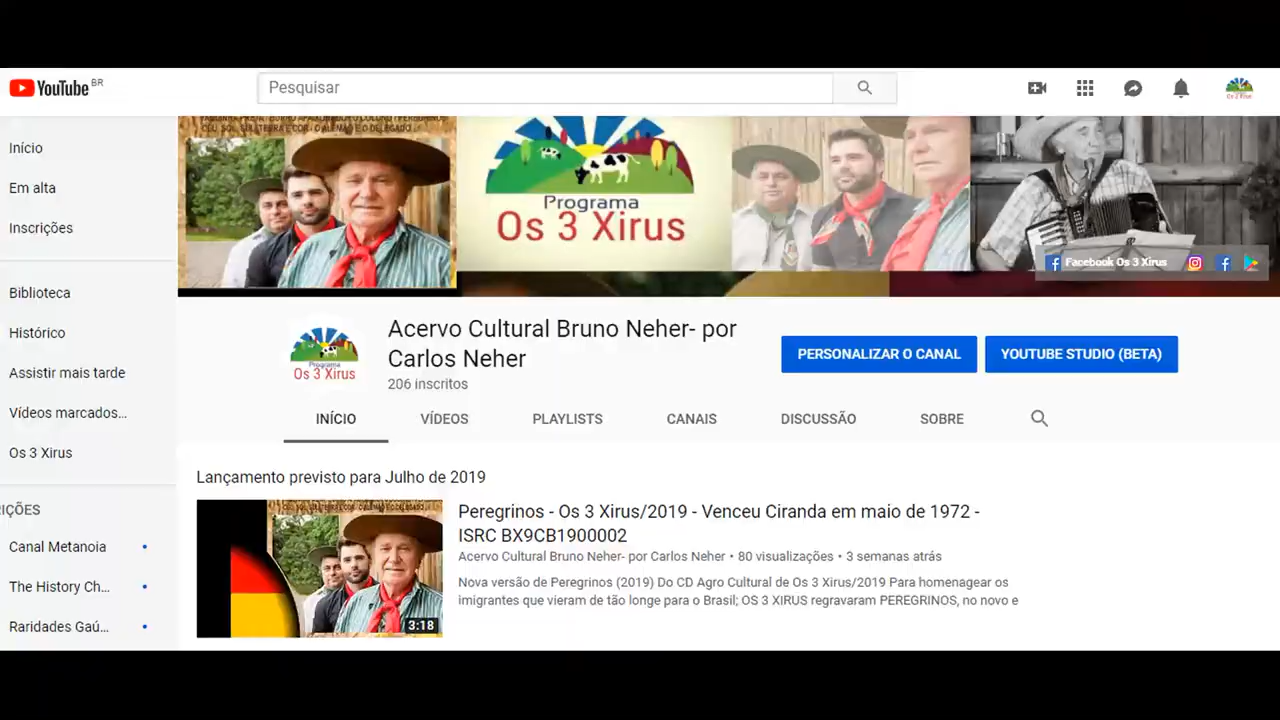 YouTube BR
Pesquisar
Início
Em alta
Inscrições
Biblioteca
Histórico
Assistir mais tarde
Vídeos marcados...
Os 3 Xirus
RIÇÕES
Canal Metanoia
The History Ch...
Raridades Gaú...
Programa
Os 3 Xirus
Facebook Os 3 Xirus
Programa
Os 3 Xirus
Acervo Cultural Bruno Neher- por
Carlos Neher
206 inscritos
PERSONALIZAR O CANAL
YOUTUBE STUDIO (BETA)
INÍCIO VÍDEOS PLAYLISTS CANAIS DISCUSSÃO SOBRE
Lançamento previsto para Julho de 2019
3:18
Peregrinos - Os 3 Xirus/2019 - Venceu Ciranda em maio de 1972 -
ISRC BX9CB1900002
Acervo Cultural Bruno Neher- por Carlos Neher • 80 visualizações • 3 semanas atrás
Nova versão de Peregrinos (2019) Do CD Agro Cultural de Os 3 Xirus/2019 Para homenagear os
imigrantes que vieram de tão longe para o Brasil; OS 3 XIRUS regravaram PEREGRINOS, no novo e